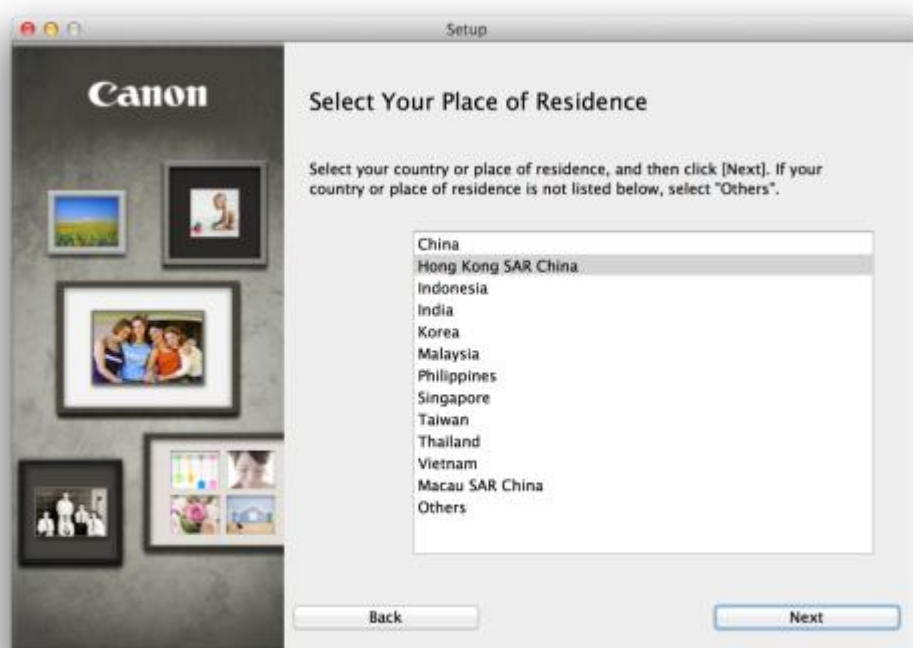 Setup
Canon
Select Your Place of Residence
Select your country or place of residence, and then click [Next]. If your
country or place of residence is not listed below, select "Others".
China
Hong Kong SAR China
Indonesia
India
Korea
Malaysia
Philippines
Singapore
Taiwan
Thailand
Vietnam
Macau SAR China
Others
Back
Next